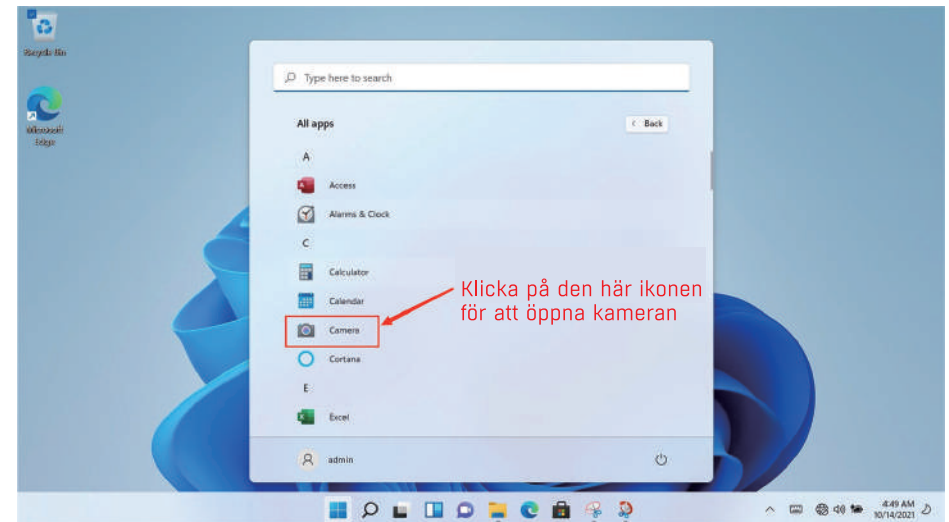 Recycle Bin
Microsoft
Edge
Type here to search
All apps
< Back
A
Access
Alarms & Clock
C
Calculator
Calendar
Camera
Cortana
E
Excel
admin
Klicka på den här ikonen
för att öppna kameran
4:49 AM
10/14/2021